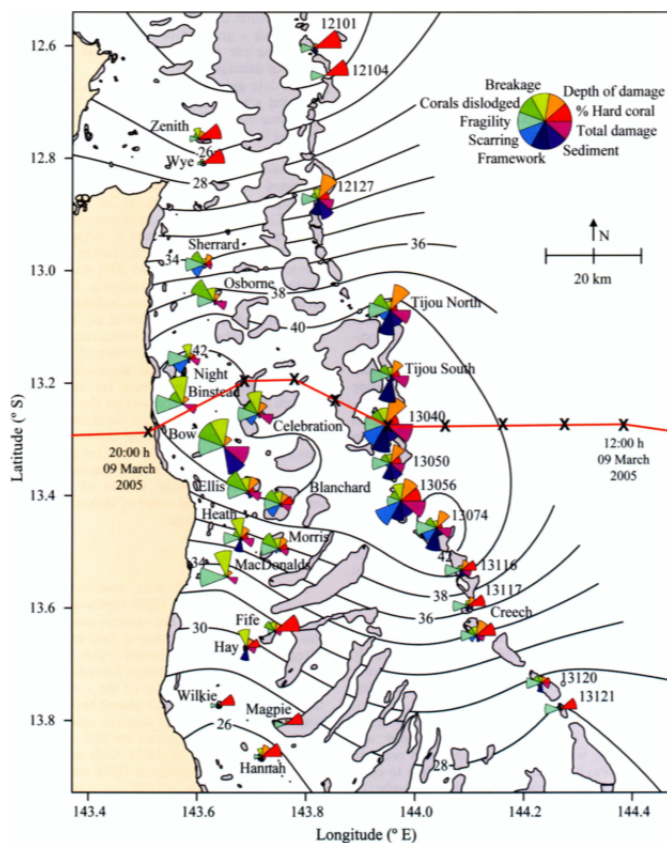 12101
12.6
12104
Breakage
Depth of damage
Corals dislodged
% Hard coral
Zenith
Fragility
Total damage
26
Scarring
Sediment
12.8
Wye
Framework
28
12127
N
Sherrard
36
34
13.0
20 km
Osborne
38
Tijou North
40
42
Night
Tijou South
13.2
Binstead
13040
Celebration
Bow
20:00 h
09 March
2005
12:00 h
09 March
2005
13050
13.4
Ellis
Blanchard
13056
Heath
13074
Morris
42
34
MacDonalds
13116
38
13117
13.6
36
Creech
Fife
30
Hay
13120
Wilkie
13121
Magpie
13.8
26
28
Hannah
Latitude (° S)
143.4
143.6
143.8
144.0
144.2
144.4
Longitude (° E)